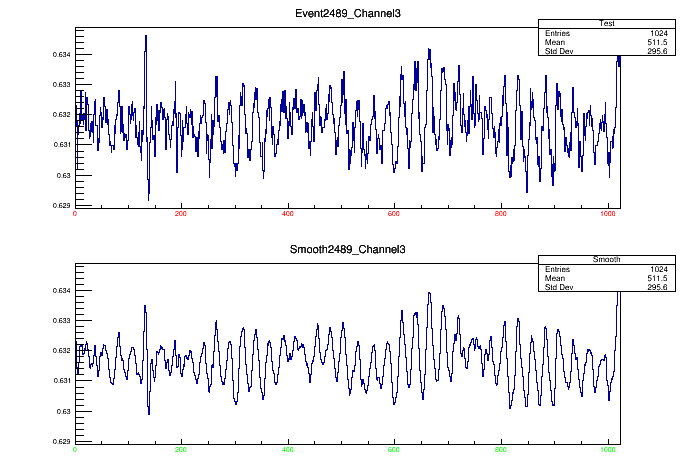 Event2489_Channel3
Test
Entries 1024
Mean 511.5
Std Dev 295.6
0.634
0.633
0.632
0.631
0.63
0.629
0 200 400 600 800 1000
Smooth2489_Channel3
Smooth
Entries 1024
Mean 511.5
Std Dev 295.6
0.634
0.633
0.632
0.631
0.63
0.629
0 200 400 600 800 1000